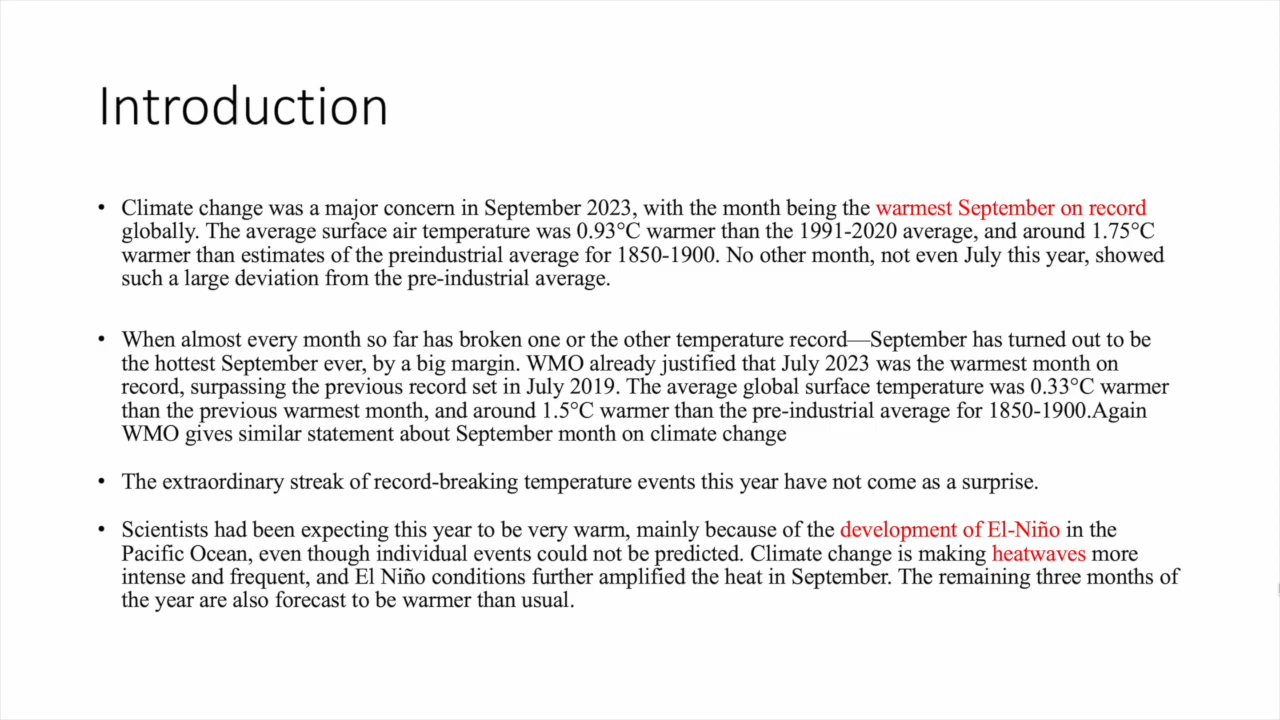 Introduction
• Climate change was a major concern in September 2023, with the month being the warmest September on record
globally. The average surface air temperature was 0.93°C warmer than the 1991-2020 average, and around 1.75°C
warmer than estimates of the preindustrial average for 1850-1900. No other month, not even July this year, showed
such a large deviation from the pre-industrial average.
• When almost every month so far has broken one or the other temperature record—September has turned out to be
the hottest September ever, by a big margin. WMO already justified that July 2023 was the warmest month on
record, surpassing the previous record set in July 2019. The average global surface temperature was 0.33°C warmer
than the previous warmest month, and around 1.5°C warmer than the pre-industrial average for 1850-1900.Again
WMO gives similar statement about September month on climate change
• The extraordinary streak of record-breaking temperature events this year have not come as a surprise.
• Scientists had been expecting this year to be very warm, mainly because of the development of El-Niño in the
Pacific Ocean, even though individual events could not be predicted. Climate change is making heatwaves more
intense and frequent, and El Niño conditions further amplified the heat in September. The remaining three months of
the year are also forecast to be warmer than usual.